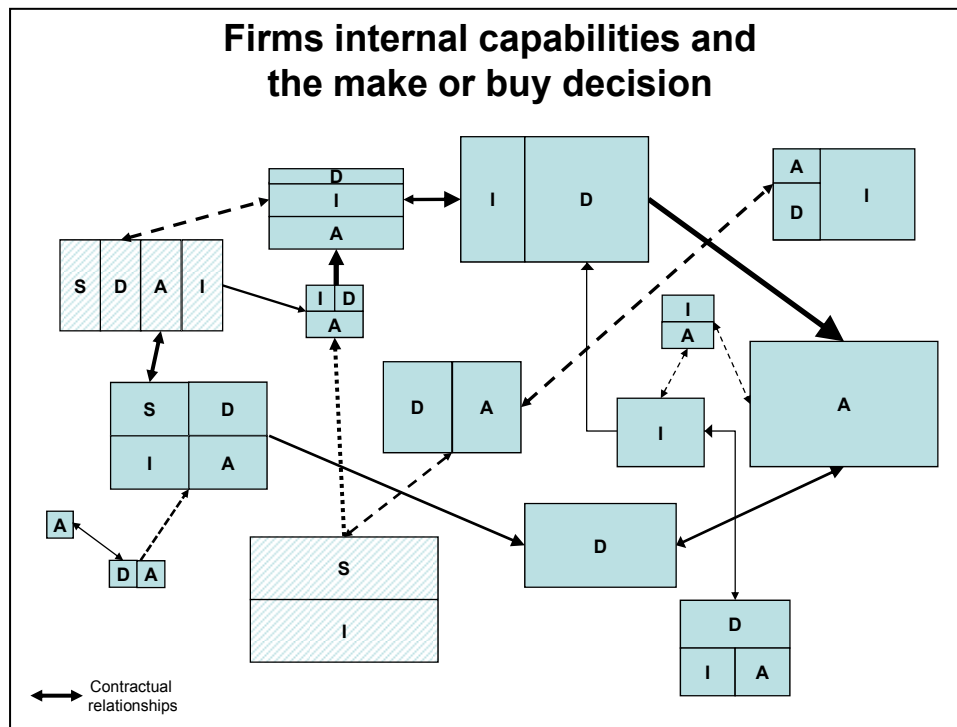 Firms internal capabilities and
the make or buy decision
D
I
A
I D
A
D
I
S D A I
I D
A
I
A
S D
I A
D A
I
A
A
D A
S
I
D
D
I A
Contractual
relationships